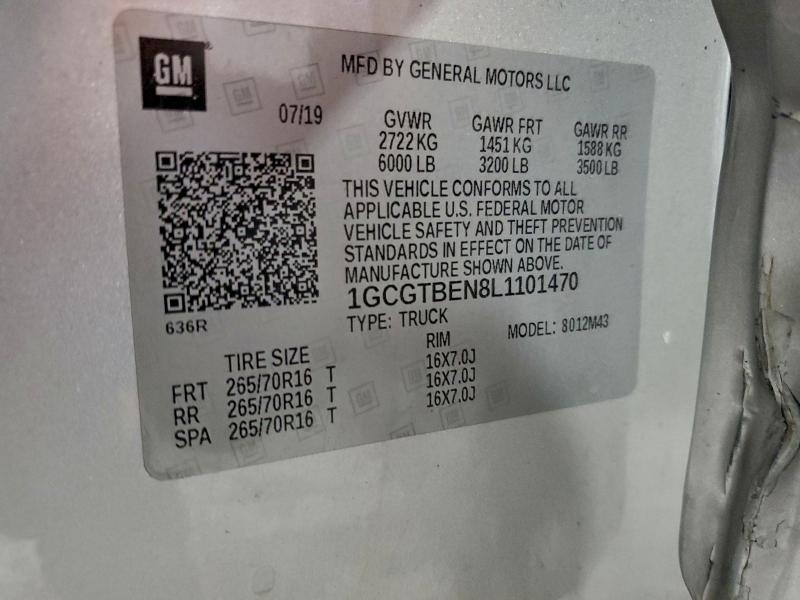 GM
MFD BY GENERAL MOTORS LLC
07/19
GVWR GAWR FRT GAWR RR
2722 KG 1451 KG 1588 KG
6000 LB 3200 LB 3500 LB
THIS VEHICLE CONFORMS TO ALL
APPLICABLE U.S. FEDERAL MOTOR
VEHICLE SAFETY AND THEFT PREVENTION
STANDARDS IN EFFECT ON THE DATE OF
MANUFACTURE SHOWN ABOVE.
1GCGTBEN8L1101470
636R
TYPE: TRUCK MODEL: 8012M43
TIRE SIZE RIM
FRT 265/70R16 T 16X7.0J
RR 265/70R16 T 16X7.0J
SPA 265/70R16 T 16X7.0J